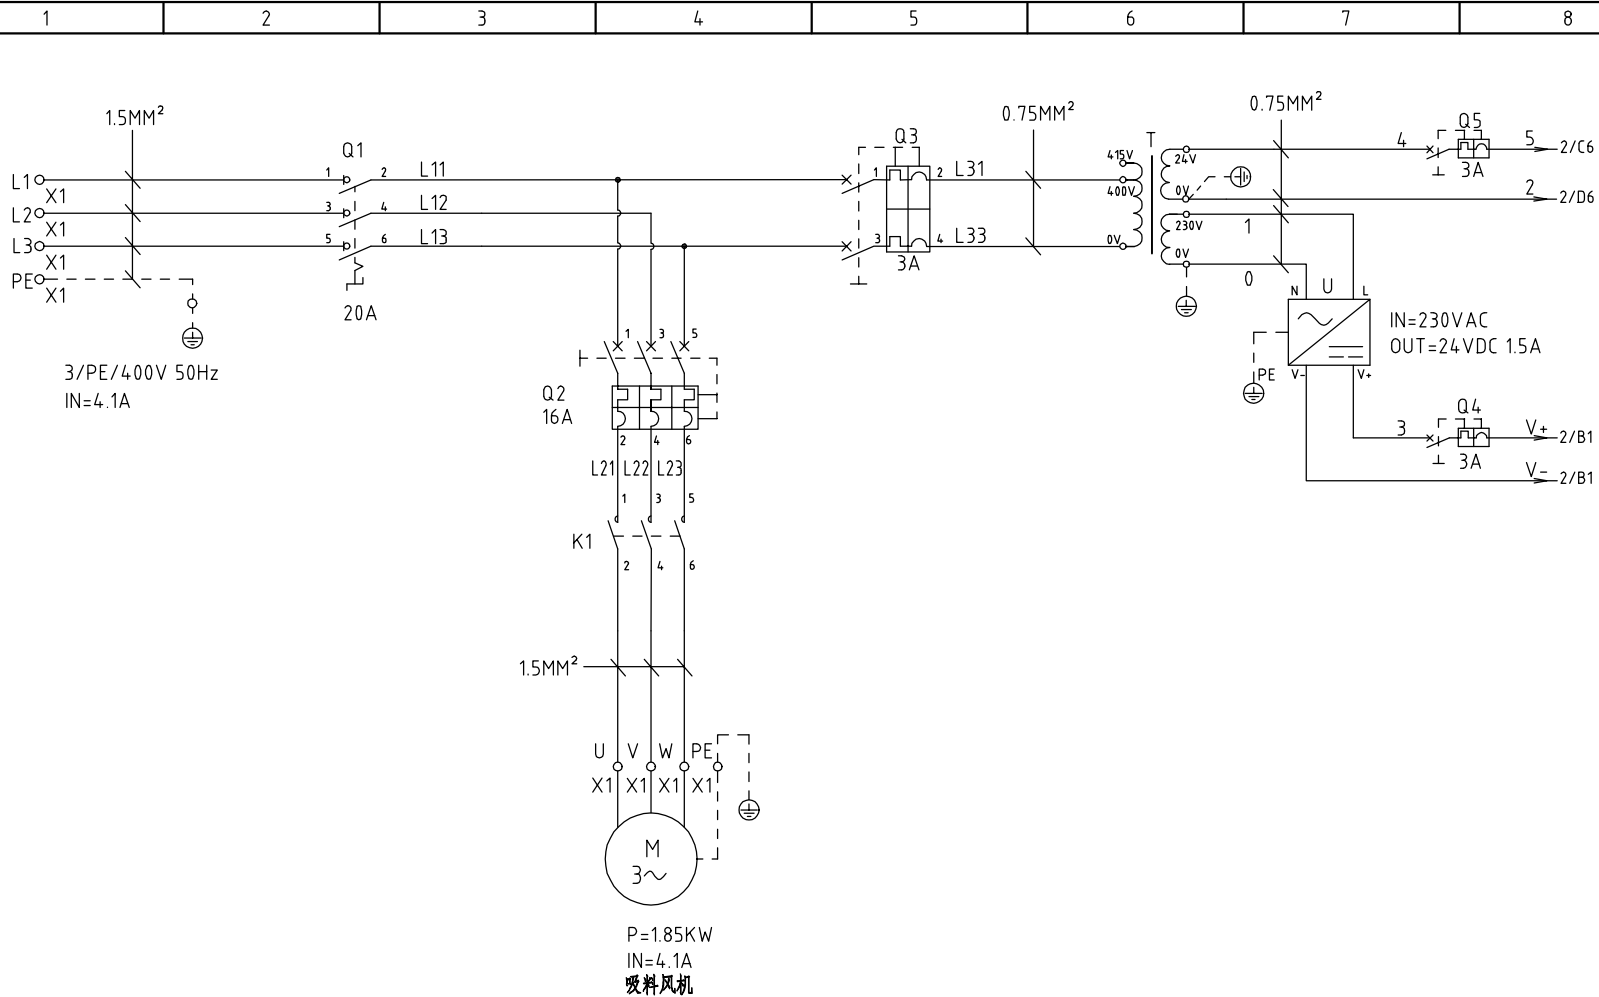 1 2 3 4 5 6 7 8
1.5MM²
Q1
L1 X1
L2 X1
L3 X1
PE X1
1 2 L11
3 4 L12
5 6 L13
20A
3/PE/400V 50Hz
IN=4.1A
Q3
1 2 L31
3 4 L33
3A
0.75MM²
T
415V
400V
0V
24V
0V
230V
0V
0.75MM²
4 Q5 5 2/C6
3A
2 2/D6
1
0
N U L
IN=230VAC
OUT=24VDC 1.5A
PE V- V+
Q4
3 V+ 2/B1
3A
V- 2/B1
1 3 5
Q2
16A
2 4 6
L21 L22 L23
1 3 5
K1
2 4 6
1.5MM²
U V W PE
X1 X1 X1 X1
M
3~
P=1.85KW
IN=4.1A
吸料风机